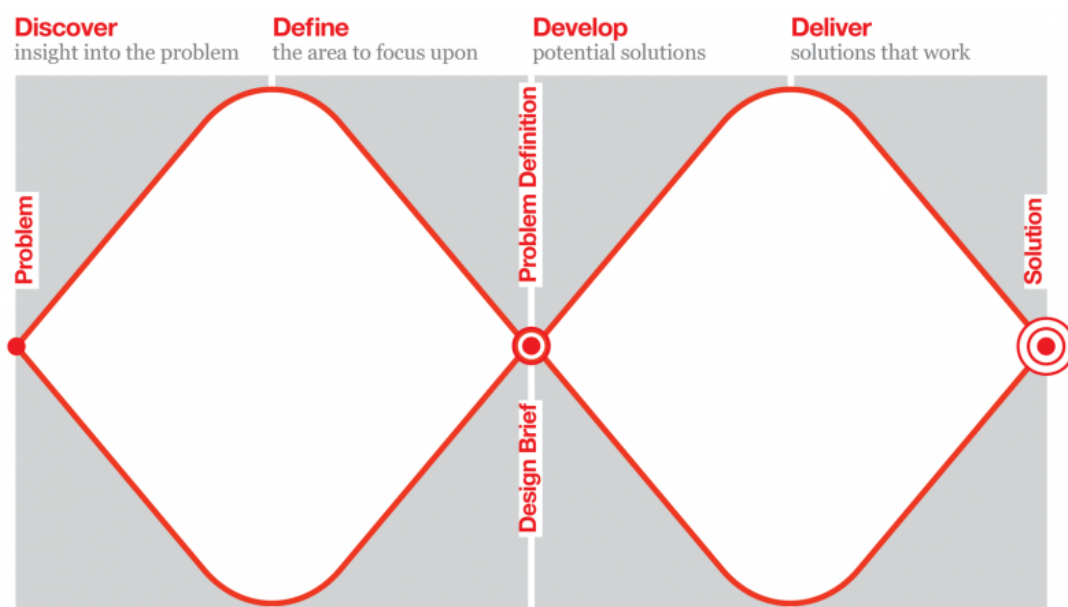 Discover
insight into the problem
Define
the area to focus upon
Develop
potential solutions
Deliver
solutions that work
Problem
Problem Definition
Design Brief
Solution